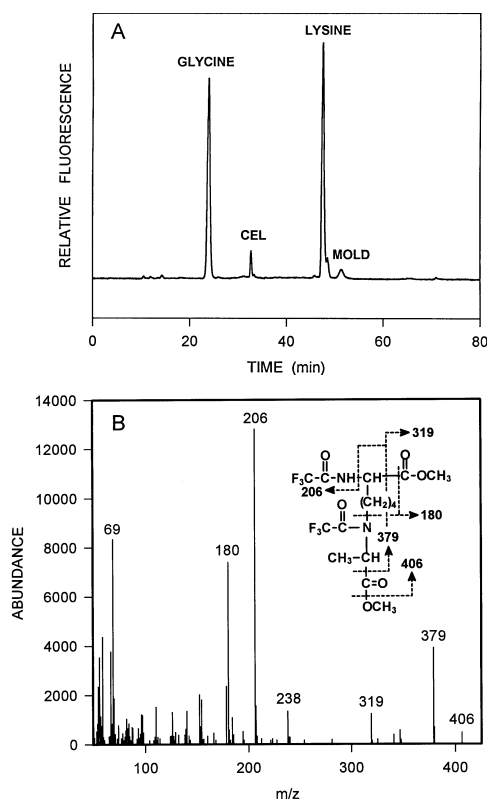 A
RELATIVE FLUORESCENCE
GLYCINE
CEL
LYSINE
MOLD
0 20 40 60 80
TIME (min)
B
ABUNDANCE
14000
12000
10000
8000
6000
4000
2000
0
69
180
206
238
319
379
406
319
O O
F₃C-C-NH-CH-C-OCH₃
206
(CH₂)₄
O
180
F₃C-C-N
379
CH₃-CH
406
C=O
OCH₃
100 200 300 400
m/z